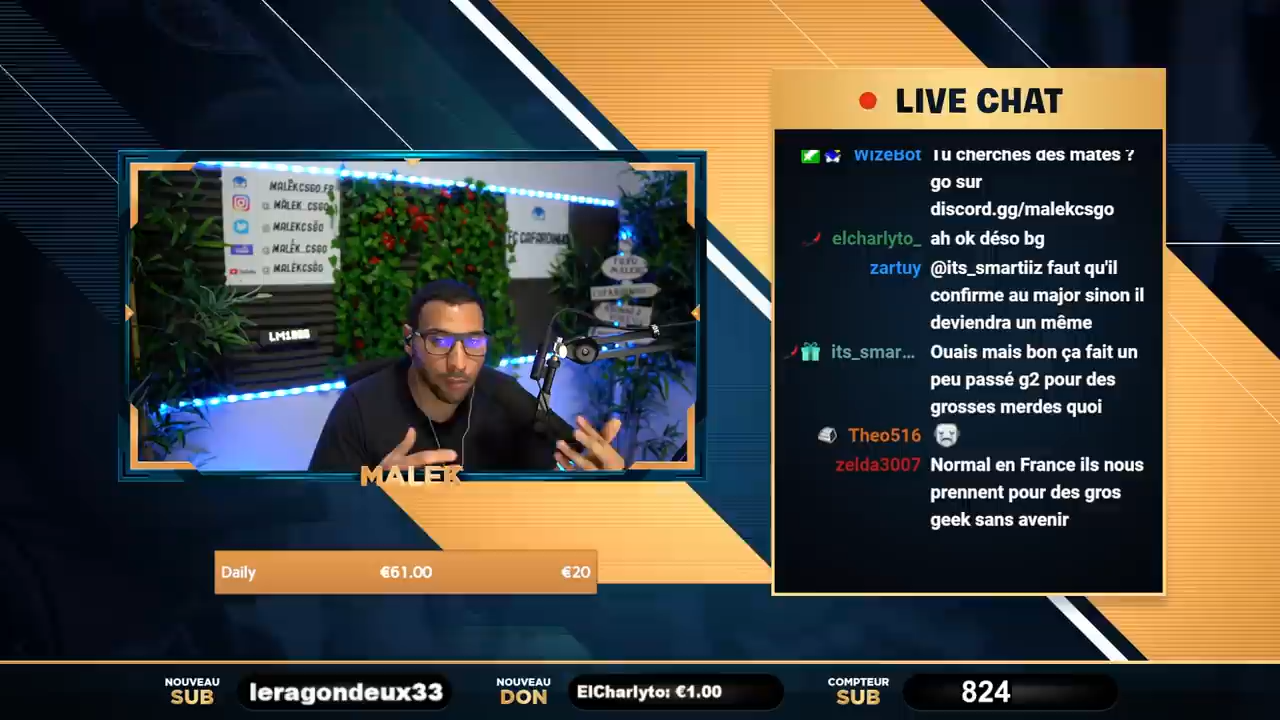 LIVE CHAT
WizeBot Tu cherches des mates ?
go sur
discord.gg/malekcsgo
elcharlyto_ ah ok déso bg
zartuy @its_smartiiz faut qu'il
confirme au major sinon il
deviendra un même
its_smar... Ouais mais bon ça fait un
peu passé g2 pour des
grosses merdes quoi
Theo516
zelda3007 Normal en France ils nous
prennent pour des gros
geek sans avenir
MALEKCSGO.FR
@ MALEK_CSGO
@ MALEKCSGO
@ MALEK_CSGO
@ MALEKCSGO
LM1000
MALEK
Daily €61.00 €20
NOUVEAU
SUB
leragondeux33
NOUVEAU
DON
ElCharlyto: €1.00
COMPTEUR
SUB
824